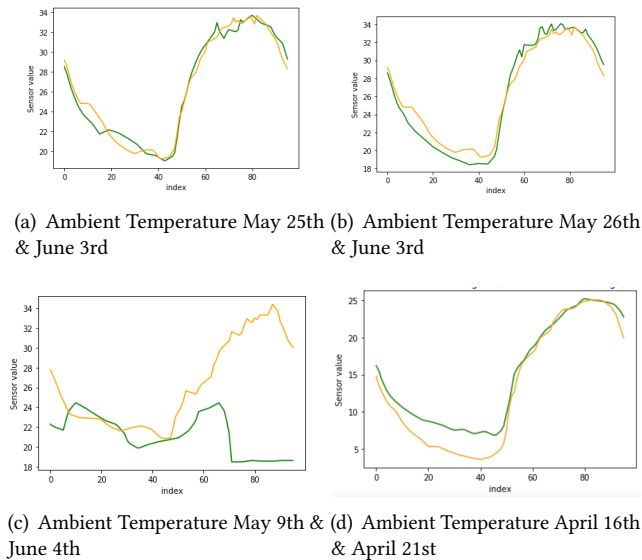 34
32
30
28
26
24
22
20
Sensor value
0 20 40 60 80
index
34
32
30
28
26
24
22
20
18
Sensor value
0 20 40 60 80
index
(a) Ambient Temperature May 25th
& June 3rd
(b) Ambient Temperature May 26th
& June 3rd
34
32
30
28
26
24
22
20
18
Sensor value
0 20 40 60 80
index
25
20
15
10
5
Sensor value
0 20 40 60 80
index
(c) Ambient Temperature May 9th &
June 4th
(d) Ambient Temperature April 16th
& April 21st